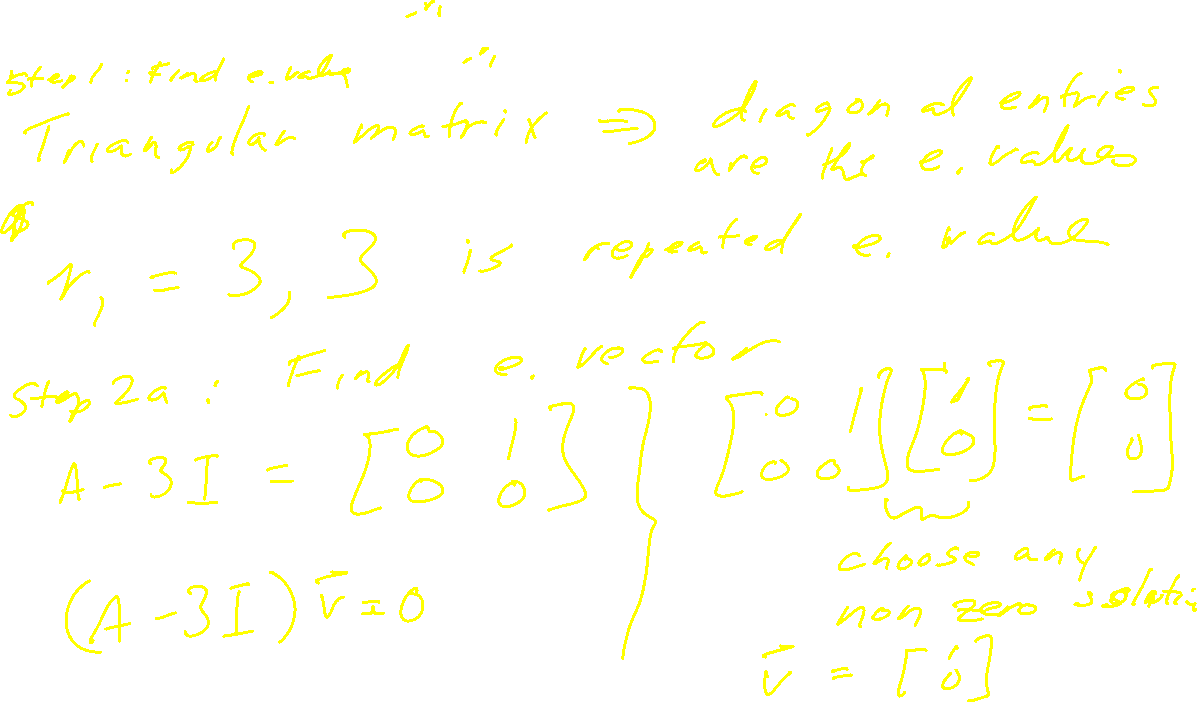 Step 1 : Find e. value
Triangular matrix ⇒ diagonal entries
are the e. values
r₁ = 3, 3 is repeated e. value
Step 2a : Find e. vector
A - 3I = [0 1; 0 0]
(A - 3I) v⃗ = 0
[0 1; 0 0] [1; 0] = [0; 0]
choose any
non zero
v⃗ = [1; 0]